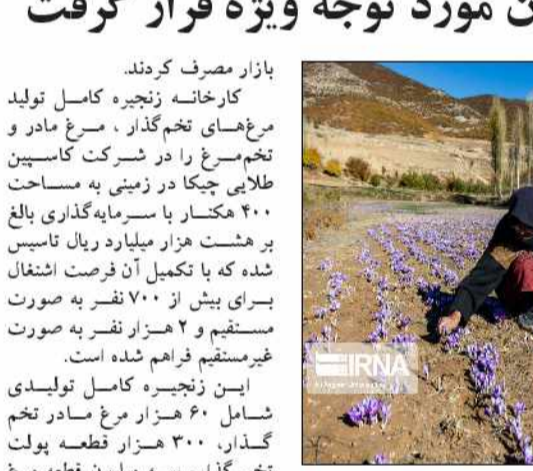 ن مورد توجه ویژه قرار گرفت
بازار مصرف کردند.
کارخانه زنجیره کامل تولید
مرغ‌های تخم‌گذار ، مرغ مادر و
تخم‌مرغ را در شرکت کاسپین
طلایی چیکا در زمینی به مساحت
۴۰۰ هکتار با سرمایه‌گذاری بالغ
بر هشت هزار میلیارد ریال تاسیس
شده که با تکمیل آن فرصت اشتغال
برای بیش از ۷۰۰ نفر به صورت
مستقیم و ۲ هزار نفر به صورت
غیرمستقیم فراهم شده است.
این زنجیره کامل تولیدی
شامل ۶۰ هزار مرغ مادر تخم
گذار، ۳۰۰ هزار قطعه پولت
IRNA